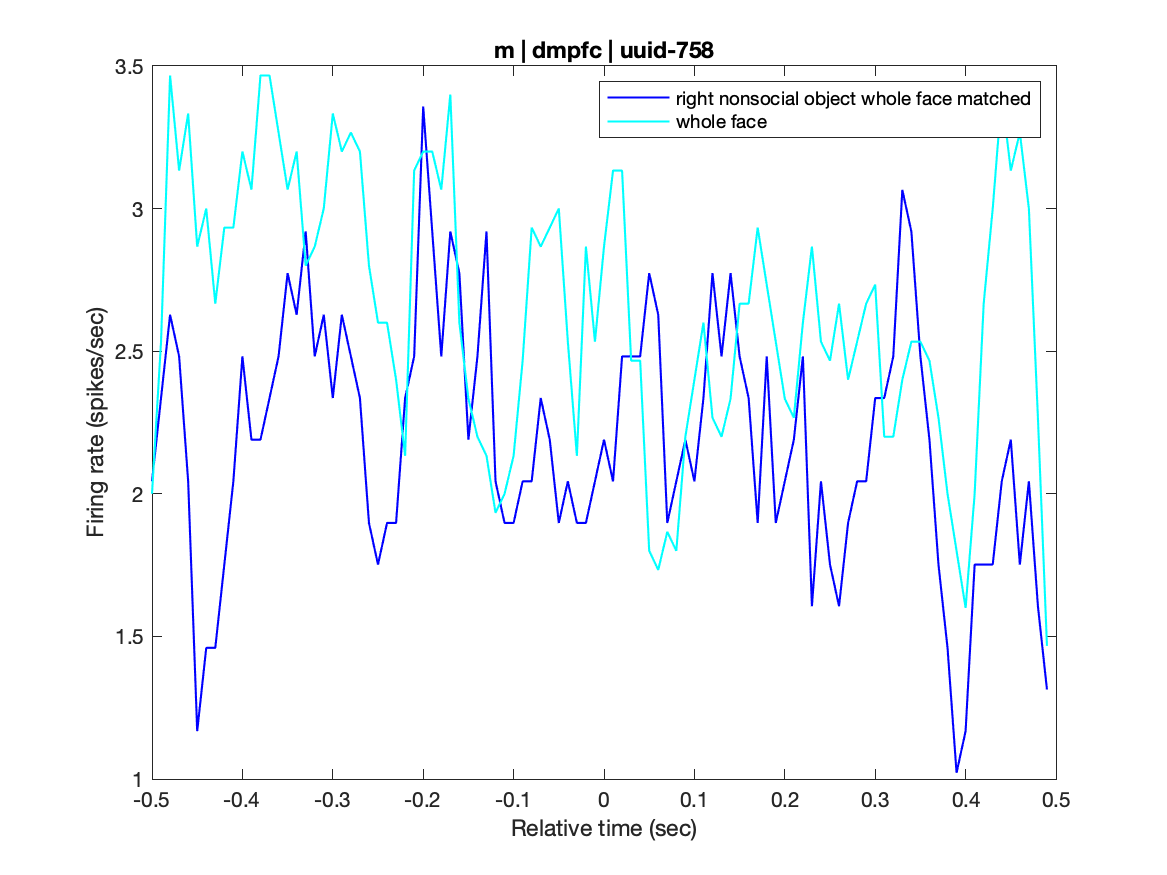 m | dmpfc | uuid-758
right nonsocial object whole face matched
whole face
Firing rate (spikes/sec)
3.5
3
2.5
2
1.5
1
-0.5 -0.4 -0.3 -0.2 -0.1 0 0.1 0.2 0.3 0.4 0.5
Relative time (sec)